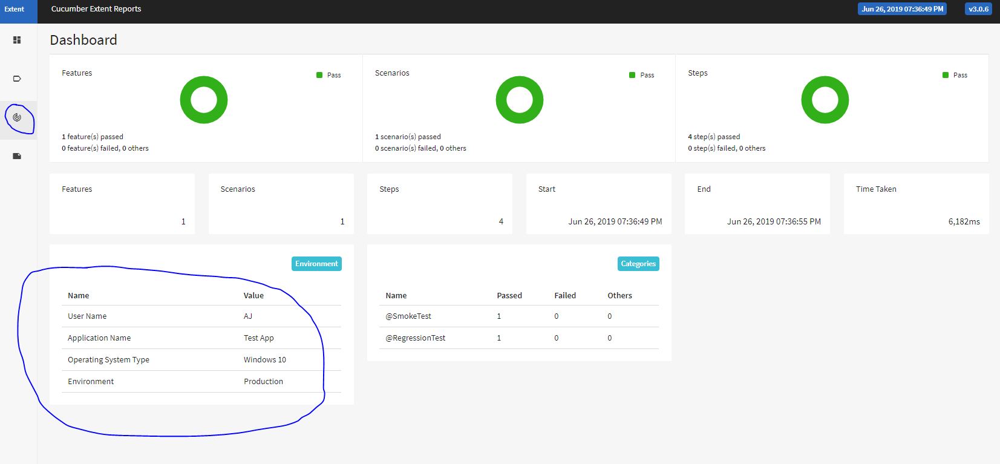 Extent Cucumber Extent Reports Jun 26, 2019 07:36:49 PM v3.0.6
Dashboard
Features Pass
1 feature(s) passed
0 feature(s) failed, 0 others
Scenarios Pass
1 scenario(s) passed
0 scenario(s) failed, 0 others
Steps Pass
4 step(s) passed
0 step(s) failed, 0 others
Features
1
Scenarios
1
Steps
4
Start
Jun 26, 2019 07:36:49 PM
End
Jun 26, 2019 07:36:55 PM
Time Taken
6,182ms
Environment
Name Value
User Name AJ
Application Name Test App
Operating System Type Windows 10
Environment Production
Categories
Name Passed Failed Others
@SmokeTest 1 0 0
@RegressionTest 1 0 0